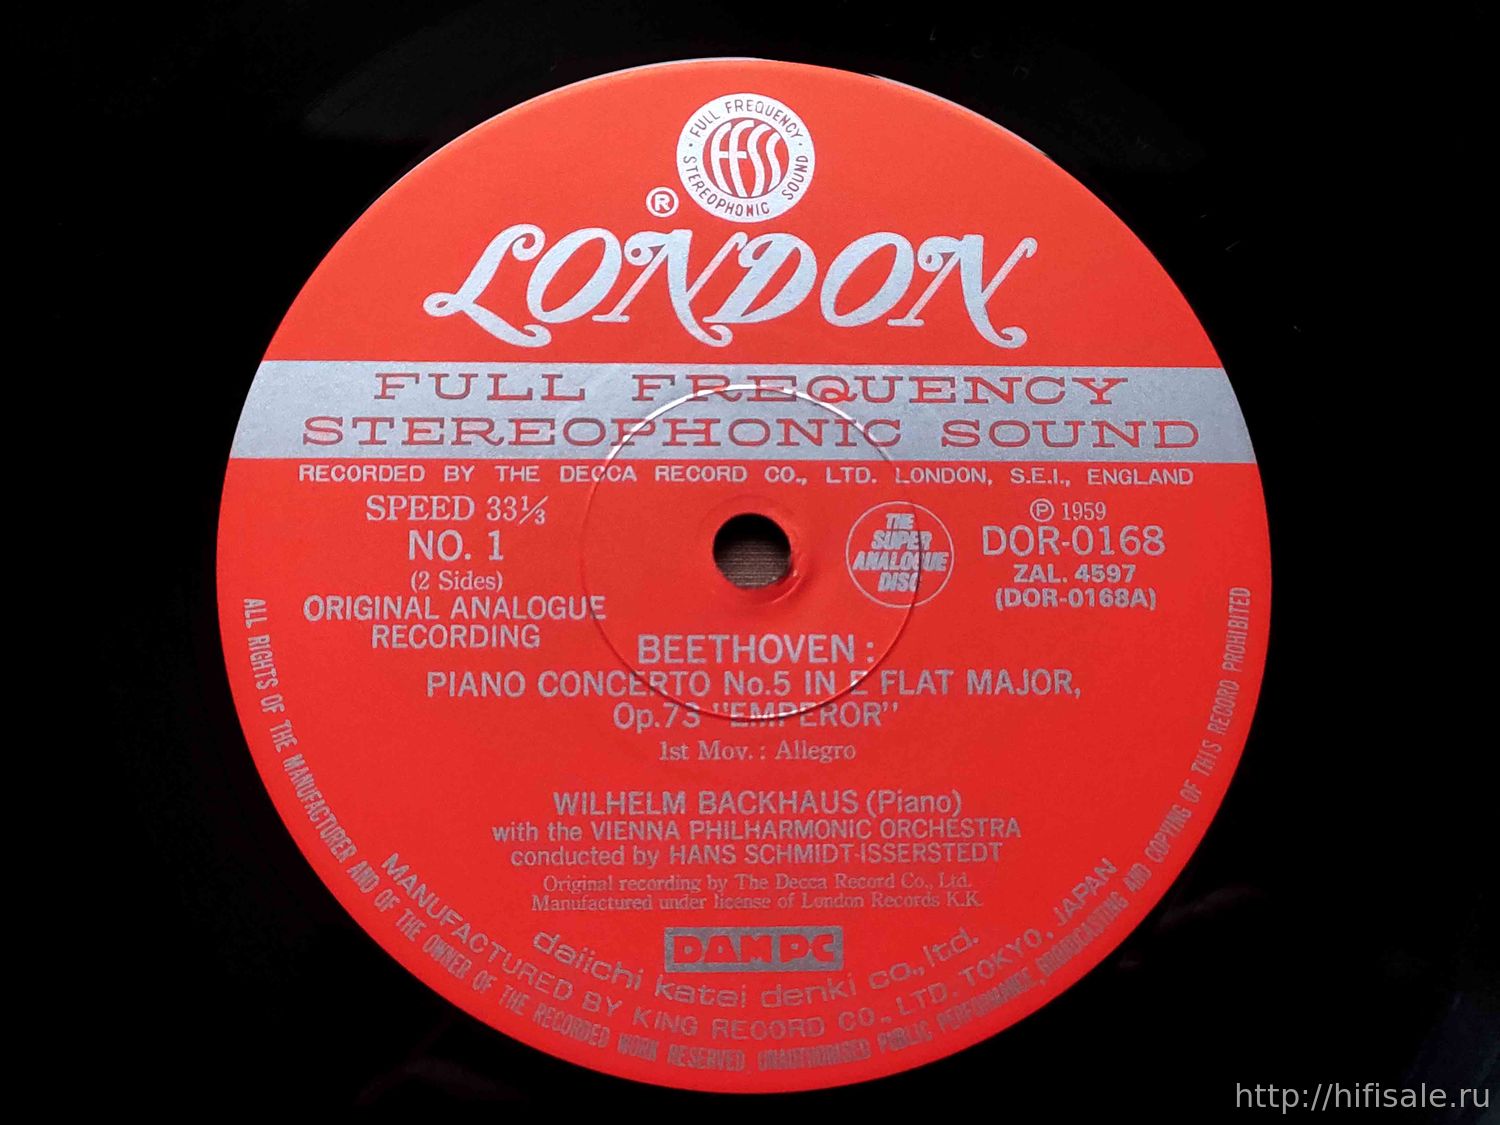 · FULL FREQUENCY ·
STEREOPHONIC SOUND
FFSS
®
LONDON
FULL FREQUENCY
STEREOPHONIC SOUND
RECORDED BY THE DECCA RECORD CO., LTD. LONDON, S.E.I., ENGLAND
SPEED 33⅓
NO. 1
(2 Sides)
ORIGINAL ANALOGUE
RECORDING
THE
SUPER
ANALOGUE
DISC
Ⓟ 1959
DOR-0168
ZAL. 4597
(DOR-0168A)
BEETHOVEN :
PIANO CONCERTO No.5 IN E FLAT MAJOR,
Op.73 "EMPEROR"
1st Mov. : Allegro
WILHELM BACKHAUS (Piano)
with the VIENNA PHILHARMONIC ORCHESTRA
conducted by HANS SCHMIDT-ISSERSTEDT
Original recording by The Decca Record Co., Ltd.
Manufactured under license of London Records K.K.
DAM PC
daiichi katei denki co., ltd.
MANUFACTURED BY KING RECORD CO., LTD. TOKYO. JAPAN
ALL RIGHTS OF THE MANUFACTURER AND OF THE OWNER OF THE RECORDED WORK RESERVED. UNAUTHORISED PUBLIC PERFORMANCE, BROADCASTING AND COPYING OF THIS RECORD PROHIBITED
http://hifisale.ru